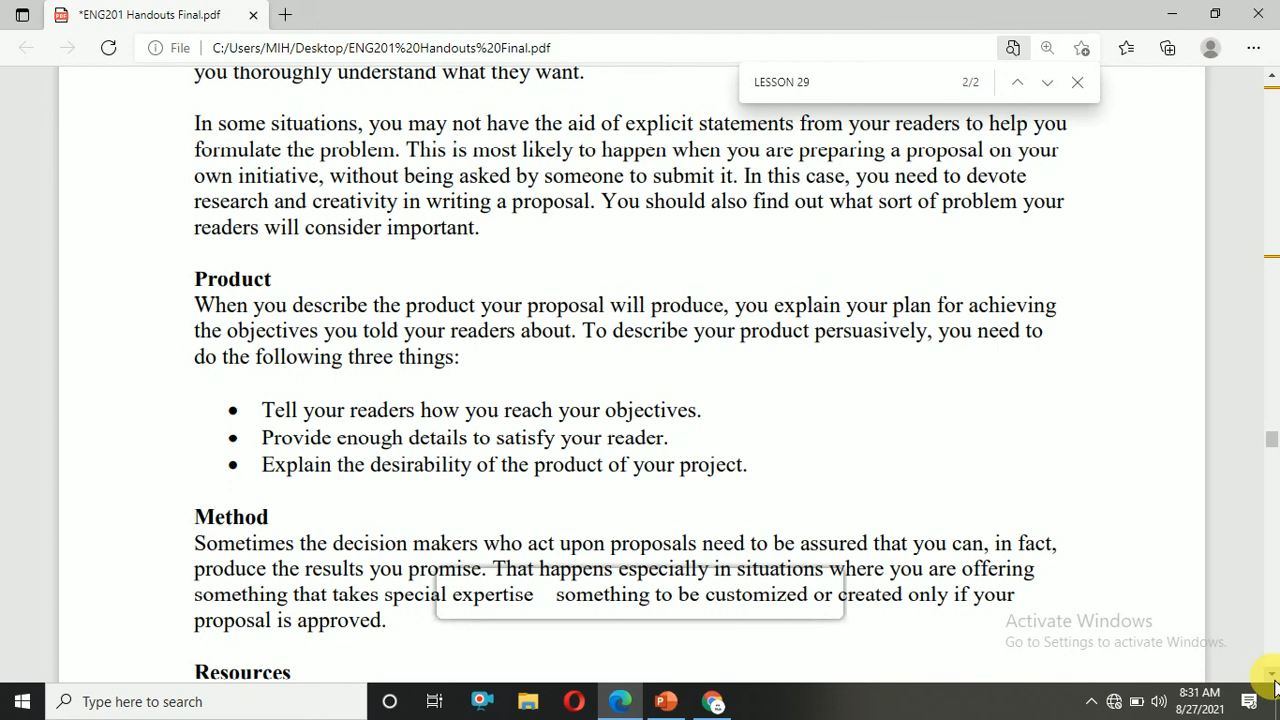 *ENG201 Handouts Final.pdf
File
C:/Users/MIH/Desktop/ENG201%20Handouts%20Final.pdf
LESSON 29
2/2
you thoroughly understand what they want.
In some situations, you may not have the aid of explicit statements from your readers to help you
formulate the problem. This is most likely to happen when you are preparing a proposal on your
own initiative, without being asked by someone to submit it. In this case, you need to devote
research and creativity in writing a proposal. You should also find out what sort of problem your
readers will consider important.
Product
When you describe the product your proposal will produce, you explain your plan for achieving
the objectives you told your readers about. To describe your product persuasively, you need to
do the following three things:
• Tell your readers how you reach your objectives.
• Provide enough details to satisfy your reader.
• Explain the desirability of the product of your project.
Method
Sometimes the decision makers who act upon proposals need to be assured that you can, in fact,
produce the results you promise. That happens especially in situations where you are offering
something that takes special expertise something to be customized or created only if your
proposal is approved.
Resources
Activate Windows
Go to Settings to activate Windows.
Type here to search
8:31 AM
8/27/2021